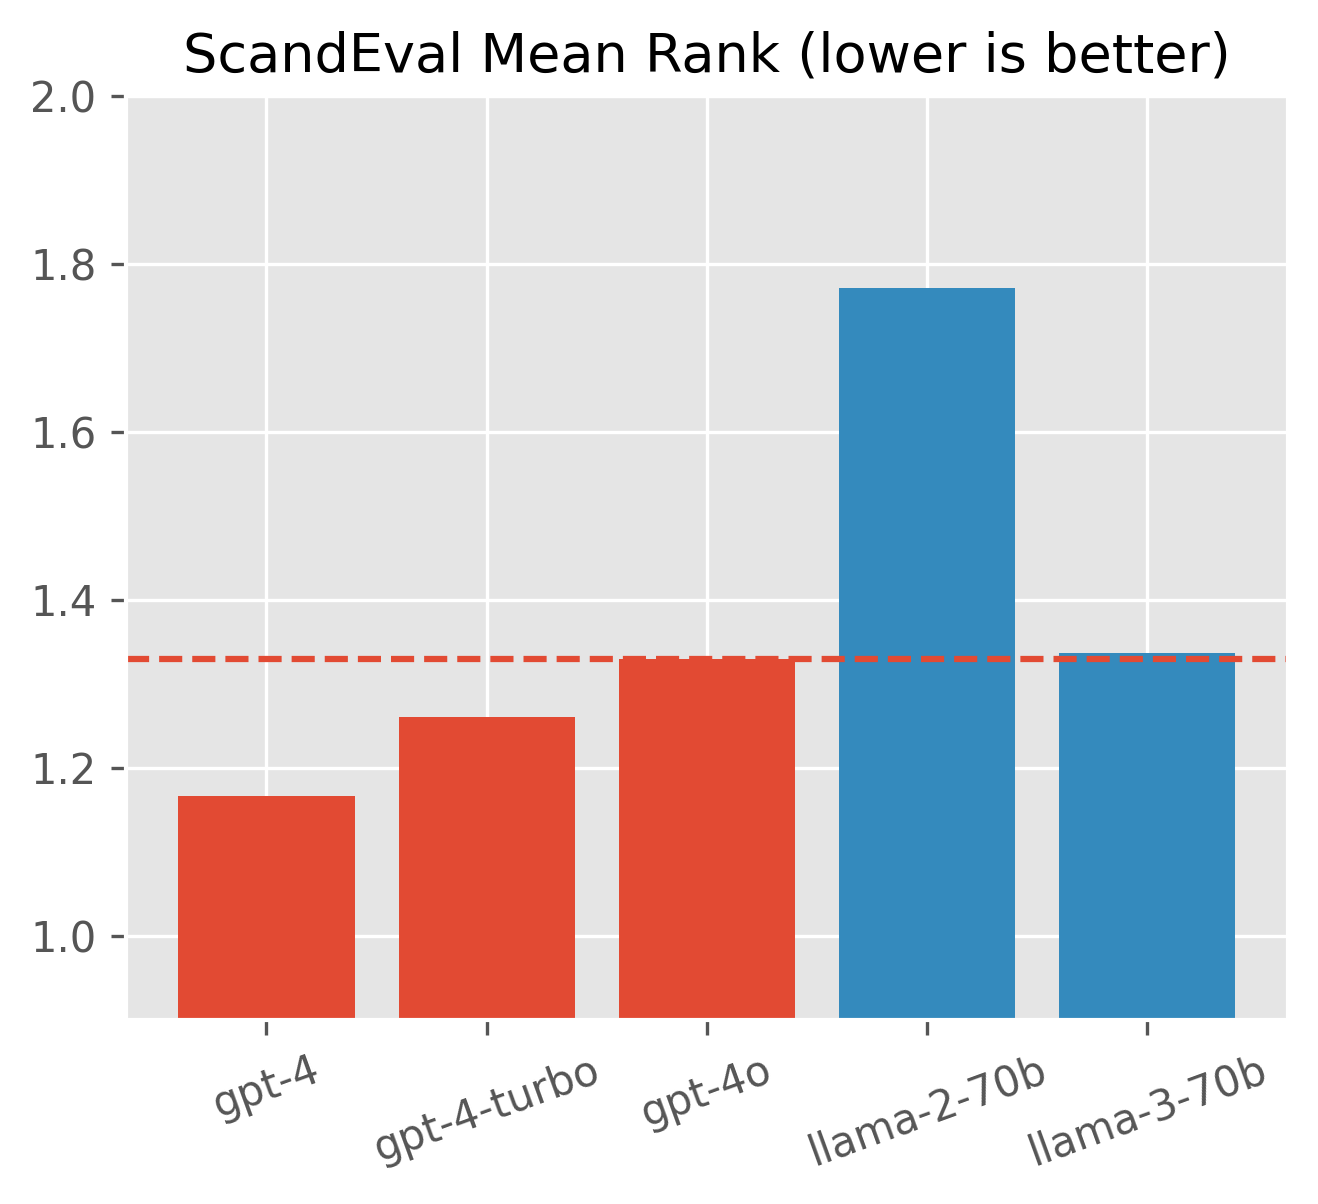 ScandEval Mean Rank (lower is better)
2.0
1.8
1.6
1.4
1.2
1.0
gpt-4
gpt-4-turbo
gpt-4o
llama-2-70b
llama-3-70b